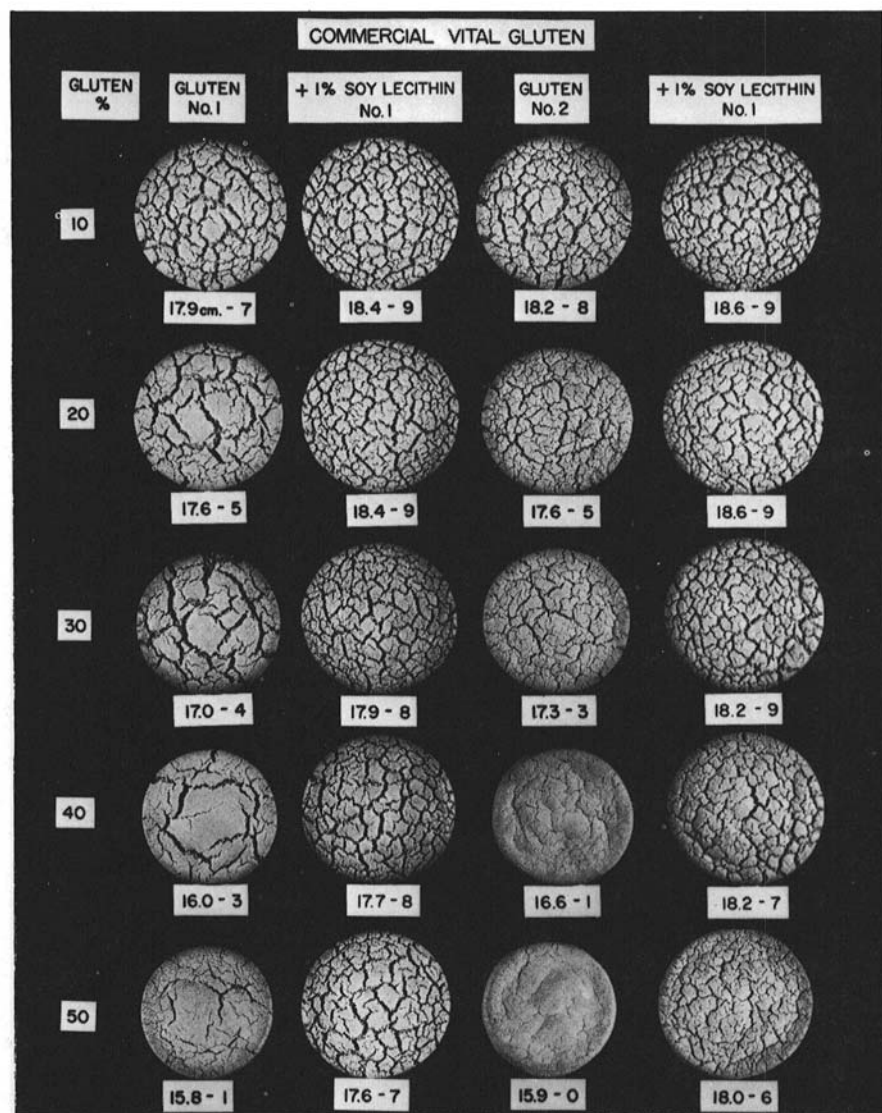 COMMERCIAL VITAL GLUTEN
GLUTEN
%
GLUTEN
No.1
+ 1% SOY LECITHIN
No.1
GLUTEN
No.2
+ 1% SOY LECITHIN
No.1
10
17.9cm. - 7
18.4 - 9
18.2 - 8
18.6 - 9
20
17.6 - 5
18.4 - 9
17.6 - 5
18.6 - 9
30
17.0 - 4
17.9 - 8
17.3 - 3
18.2 - 9
40
16.0 - 3
17.7 - 8
16.6 - 1
18.2 - 7
50
15.8 - 1
17.6 - 7
15.9 - 0
18.0 - 6